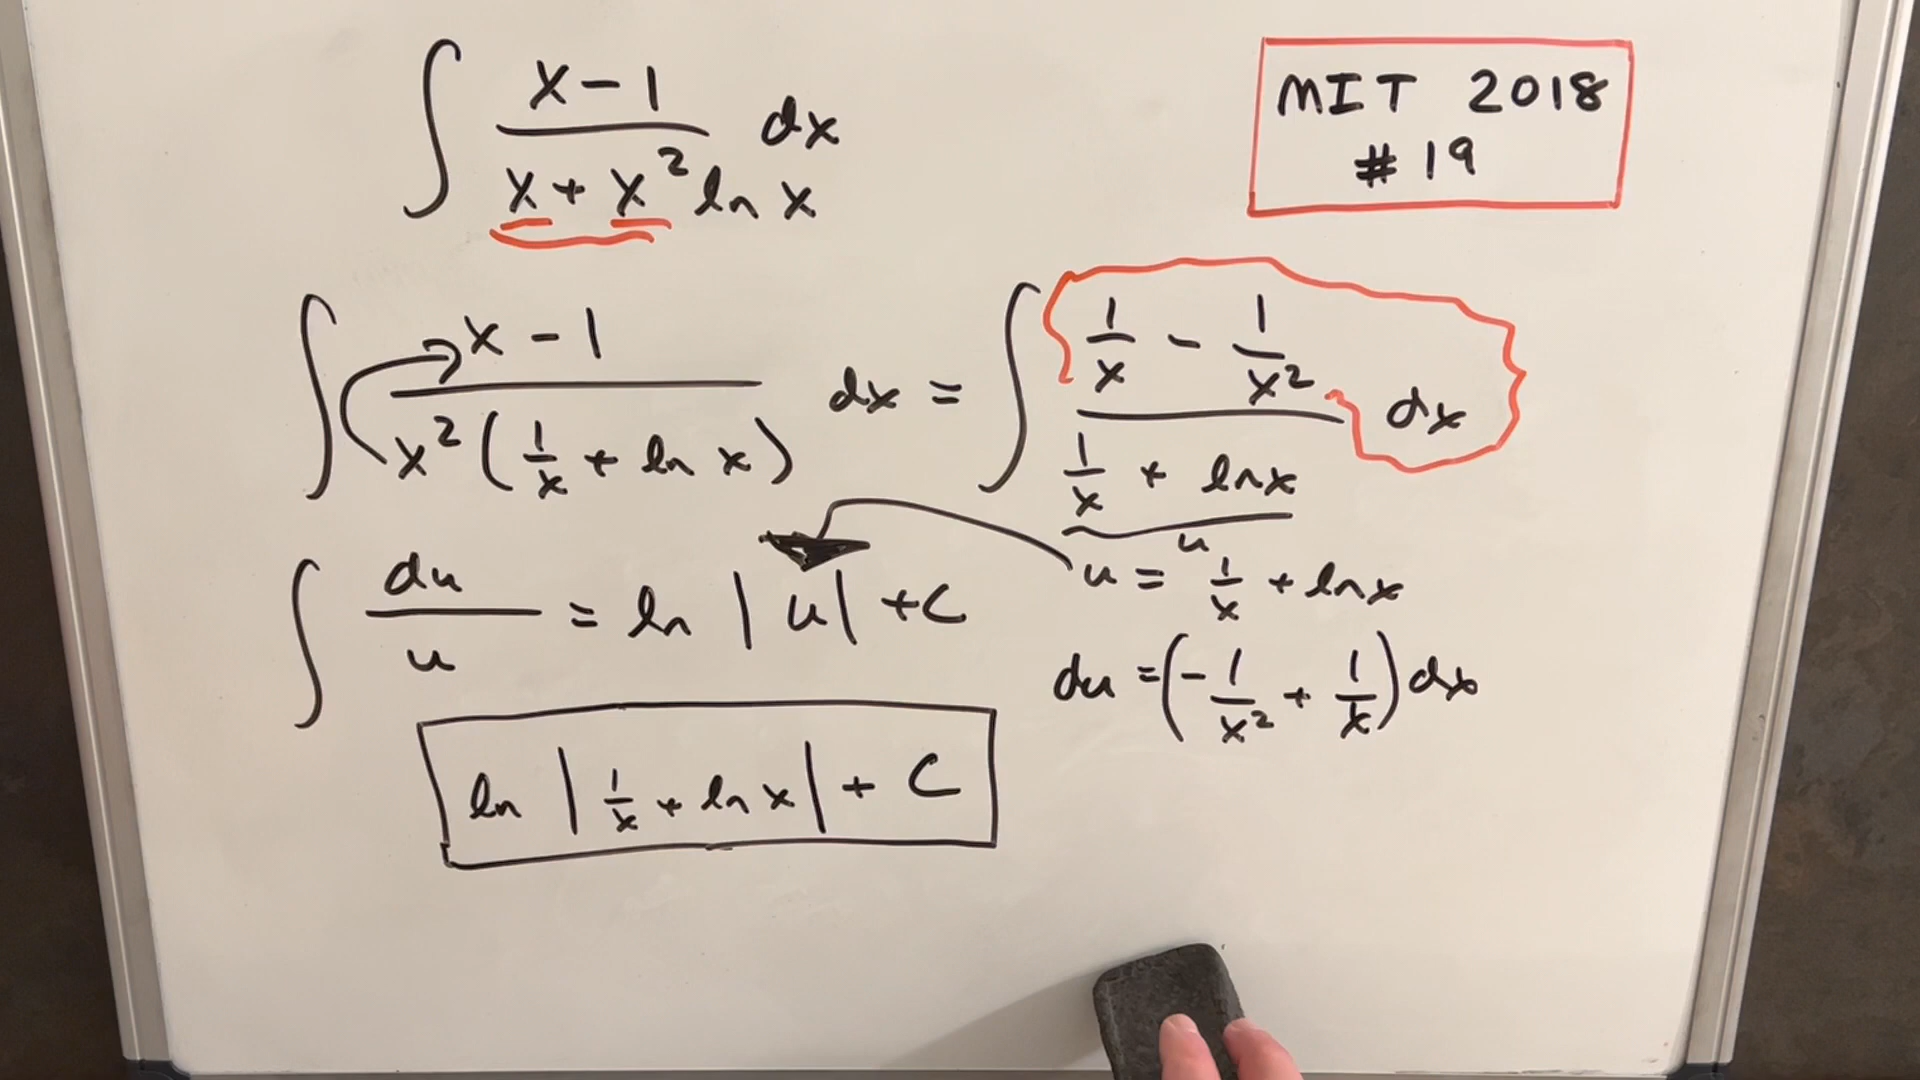 ∫ (x - 1)/(x + x² ln x) dx
MIT 2018
# 19
∫ (x - 1)/(x² (1/x + ln x)) dx = ∫ (1/x - 1/x²)/(1/x + ln x) dx
u
∫ du/u = ln |u| + C
u = 1/x + ln x
du = (-1/x² + 1/x) dx
ln |1/x + ln x| + C